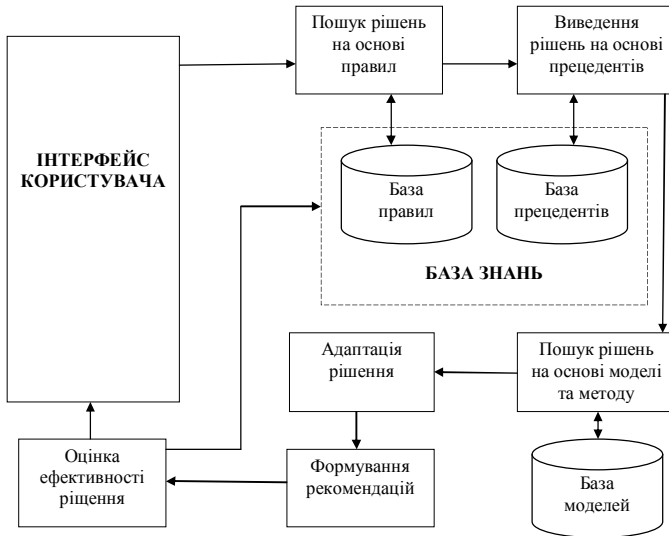 Пошук рішень
на основі
правил
Виведення
рішень на основі
прецедентів
ІНТЕРФЕЙС
КОРИСТУВАЧА
База
правил
База
прецедентів
БАЗА ЗНАНЬ
Адаптація
рішення
Пошук рішень
на основі моделі
та методу
Оцінка
ефективності
ріщення
Формування
рекомендацій
База
моделей